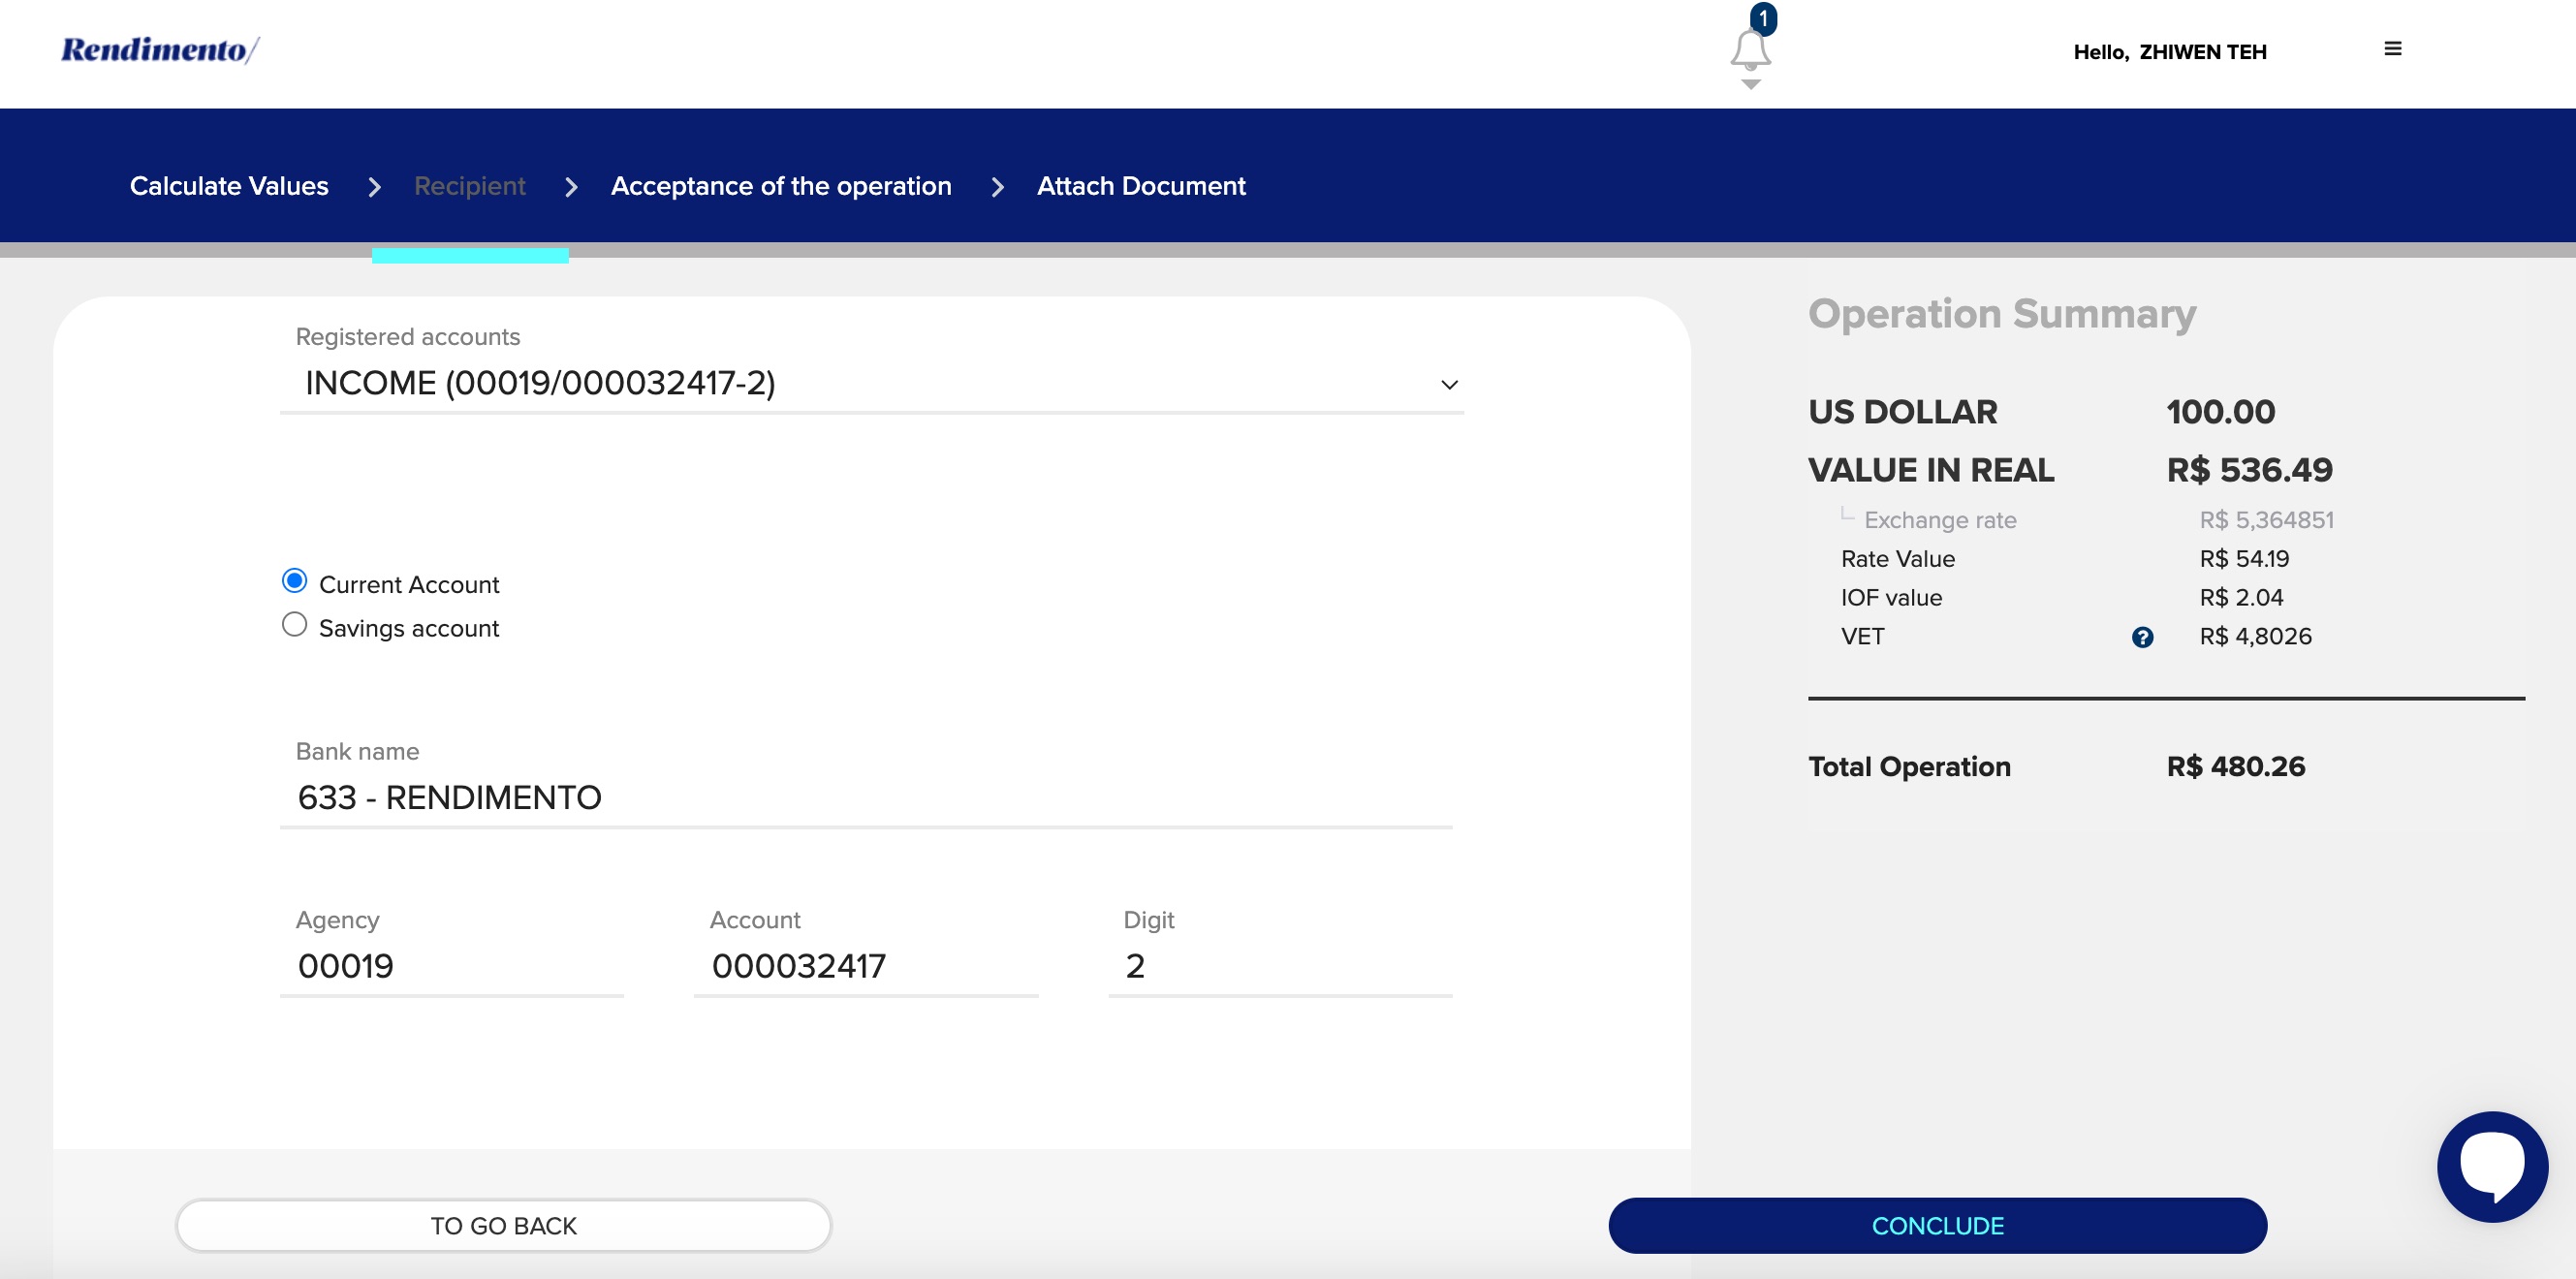 Rendimento/
1
Hello, ZHIWEN TEH
Calculate Values > Recipient > Acceptance of the operation > Attach Document
Registered accounts
INCOME (00019/000032417-2)
Current Account
Savings account
Bank name
633 - RENDIMENTO
Agency Account Digit
00019 000032417 2
TO GO BACK
CONCLUDE
Operation Summary
US DOLLAR 100.00
VALUE IN REAL R$ 536.49
Exchange rate R$ 5,364851
Rate Value R$ 54.19
IOF value R$ 2.04
VET ? R$ 4,8026
Total Operation R$ 480.26